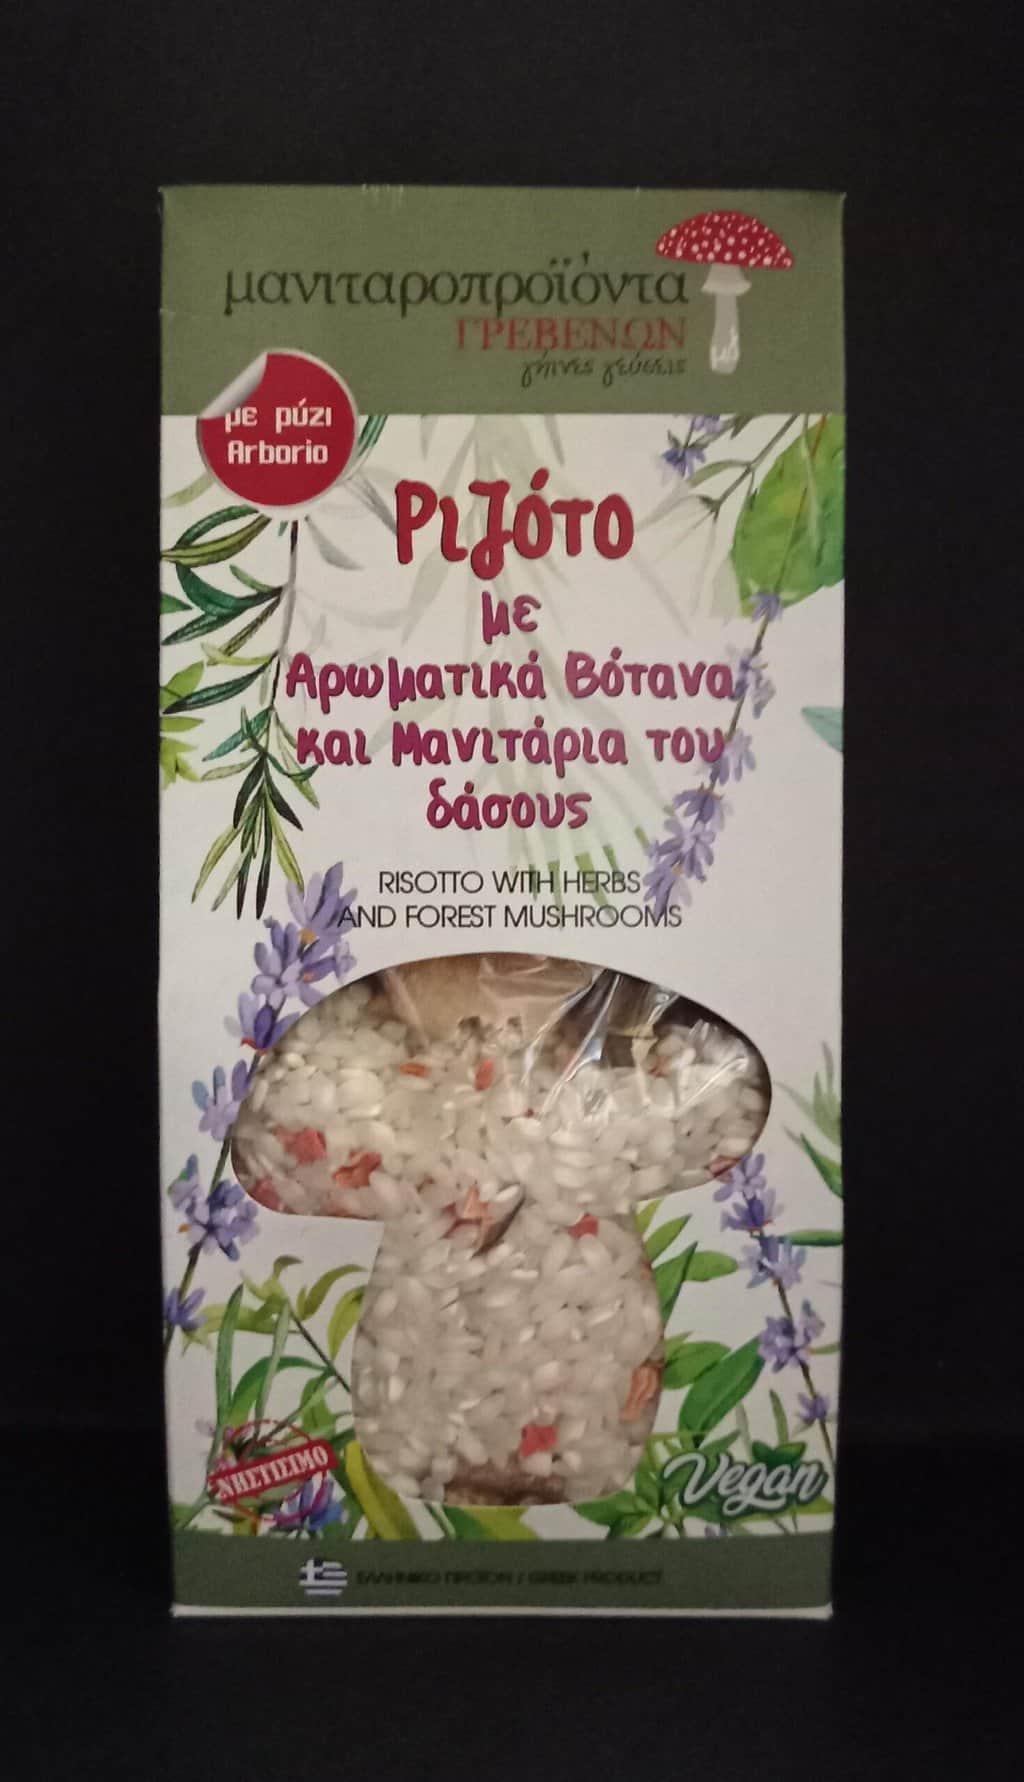 μανιταροπροϊόντα
ΓΡΕΒΕΝΩΝ
γήινες γεύσεις
με ρύζι
Arborio
Ριζότο
με
Αρωματικά Βότανα
και Μανιτάρια του
δάσους
RISOTTO WITH HERBS
AND FOREST MUSHROOMS
ΝΗΣΤΙΣΙΜΟ
Vegan
ΕΛΛΗΝΙΚΟ ΠΡΟΪΟΝ / GREEK PRODUCT